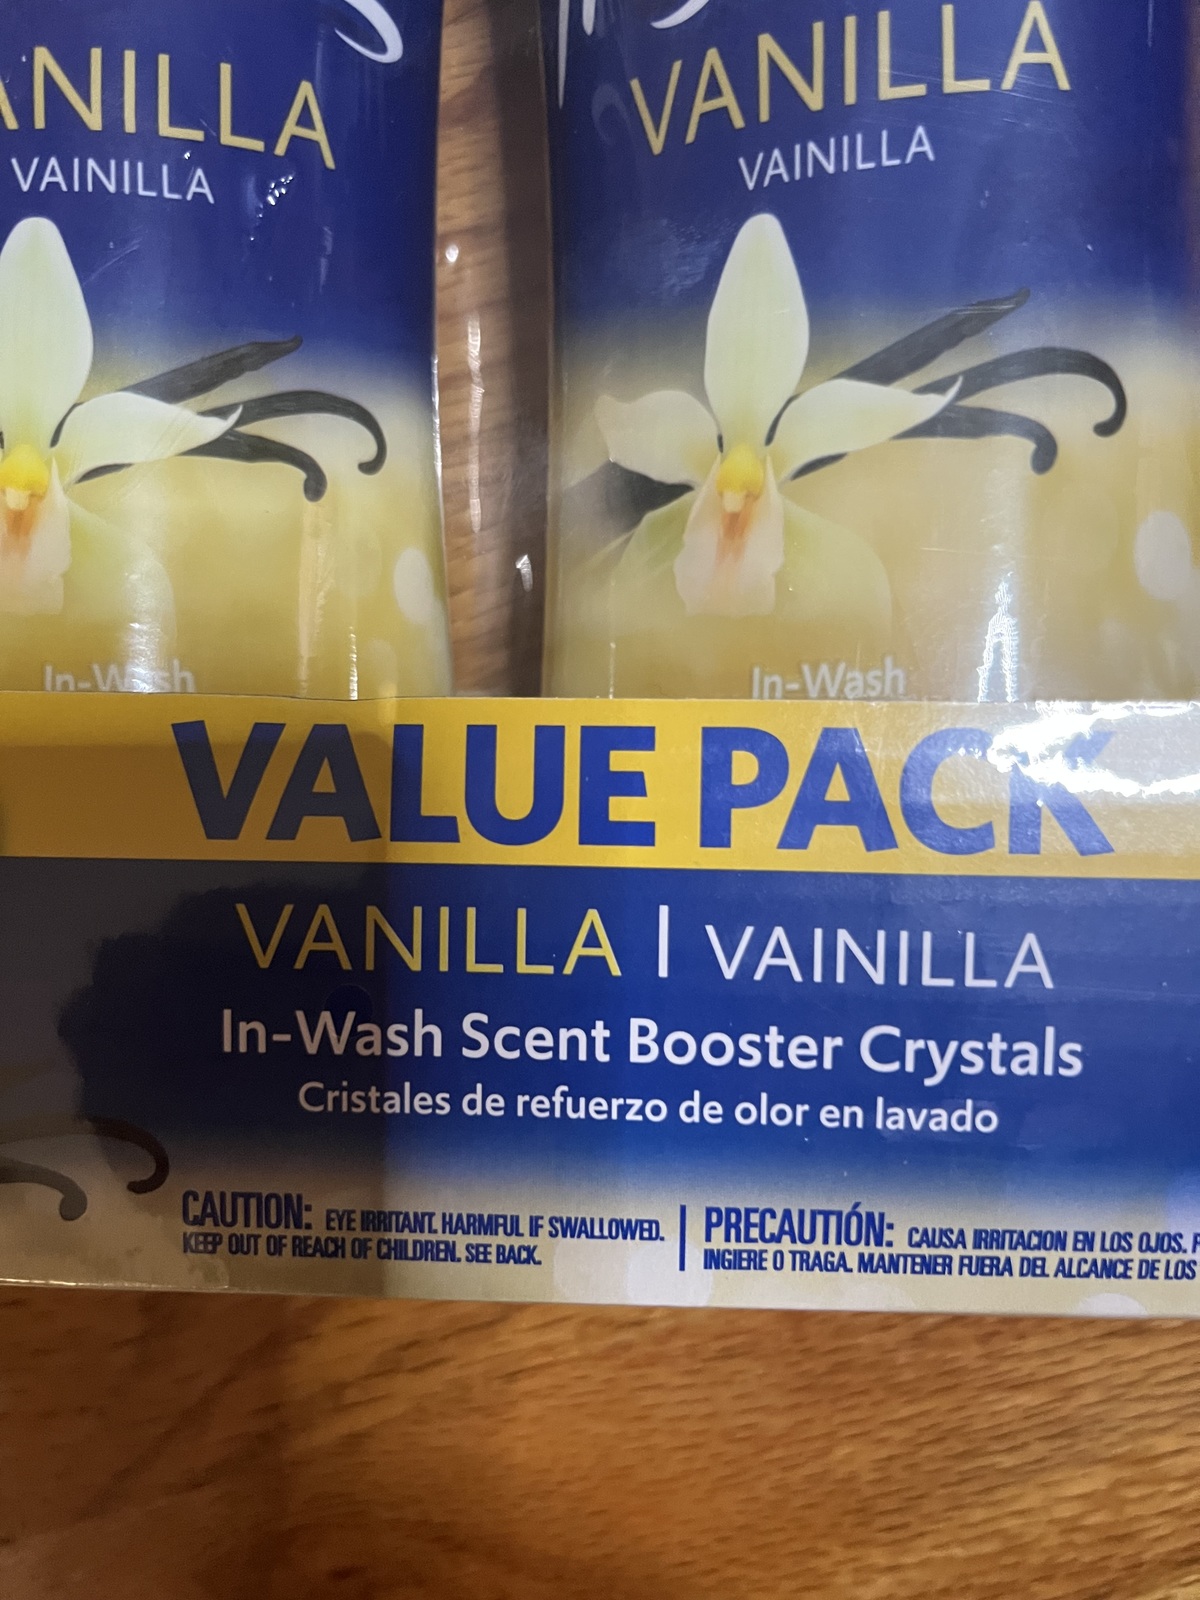 VANILLA
VAINILLA
In-Wash
VANILLA
VAINILLA
In-Wash
VALUE PACK
VANILLA | VAINILLA
In-Wash Scent Booster Crystals
Cristales de refuerzo de olor en lavado
CAUTION: EYE IRRITANT. HARMFUL IF SWALLOWED.
KEEP OUT OF REACH OF CHILDREN. SEE BACK.
PRECAUTIÓN: CAUSA IRRITACION EN LOS OJOS.
INGIERE O TRAGA. MANTENER FUERA DEL ALCANCE DE LOS